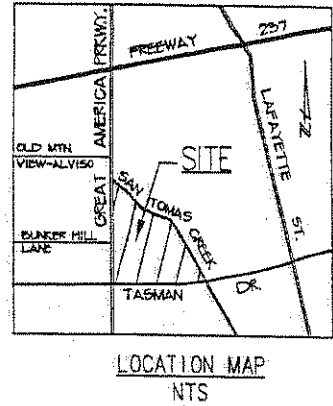 FREEWAY 237
GREAT AMERICA PRKWY.
LAFAYETTE ST.
N
OLD MTN
VIEW-ALVISO
SITE
SAN TOMAS CREEK
BUNKER HILL
LANE
TASMAN DR.
LOCATION MAP
NTS